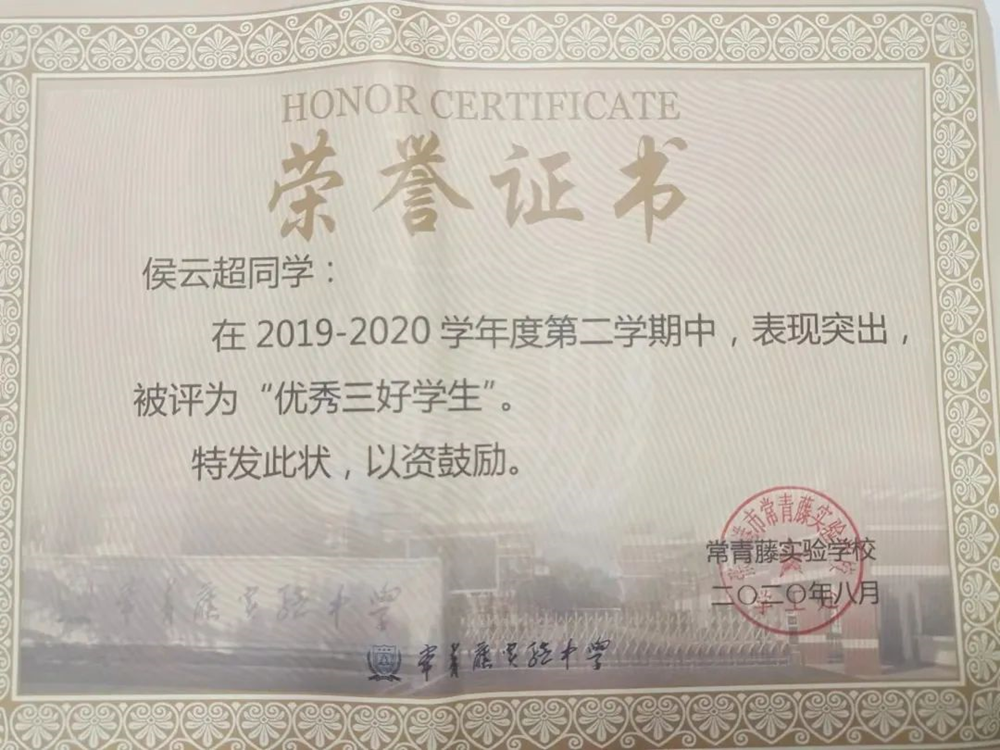 HONOR CERTIFICATE
荣誉证书
侯云超同学：
在 2019-2020 学年度第二学期中，表现突出，
被评为“优秀三好学生”。
特发此状，以资鼓励。
常青藤实验学校
二〇二〇年八月
常青藤实验中学
常青藤实验中学